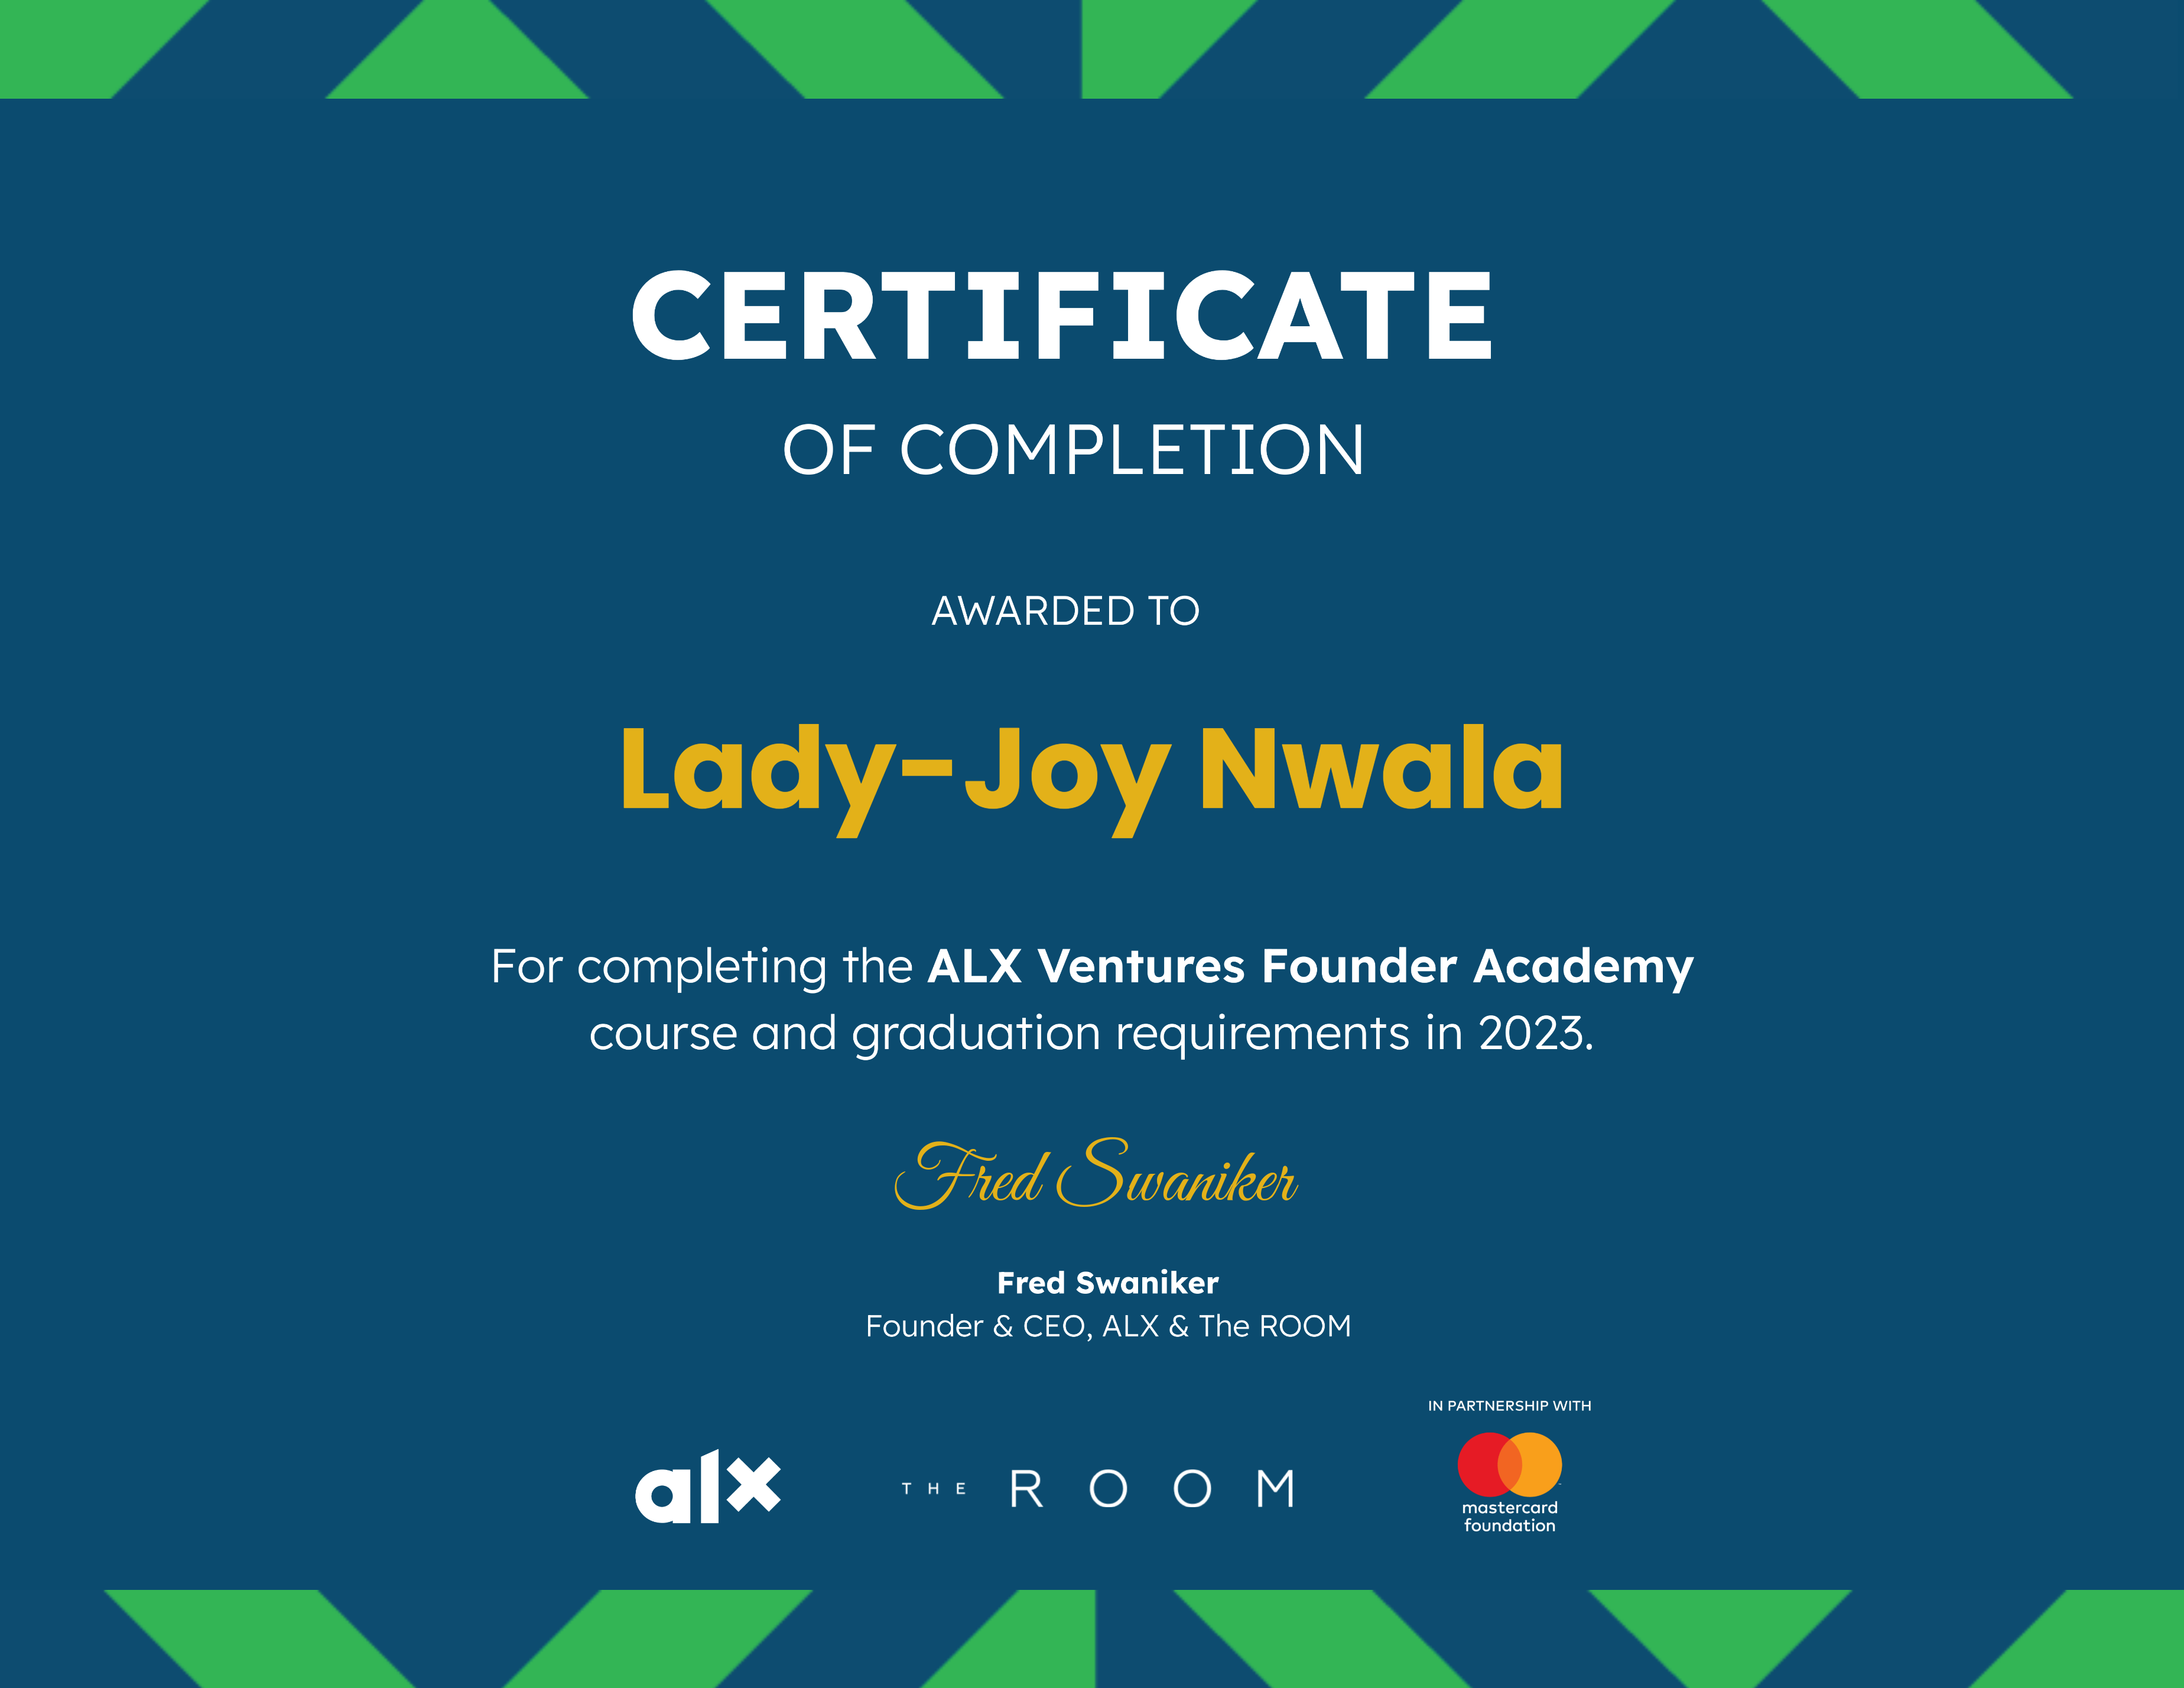 CERTIFICATE
OF COMPLETION
AWARDED TO
Lady-Joy Nwala
For completing the ALX Ventures Founder Academy
course and graduation requirements in 2023.
Fred Swaniker
Fred Swaniker
Founder & CEO, ALX & The ROOM
IN PARTNERSHIP WITH
alx
THE ROOM
mastercard
foundation